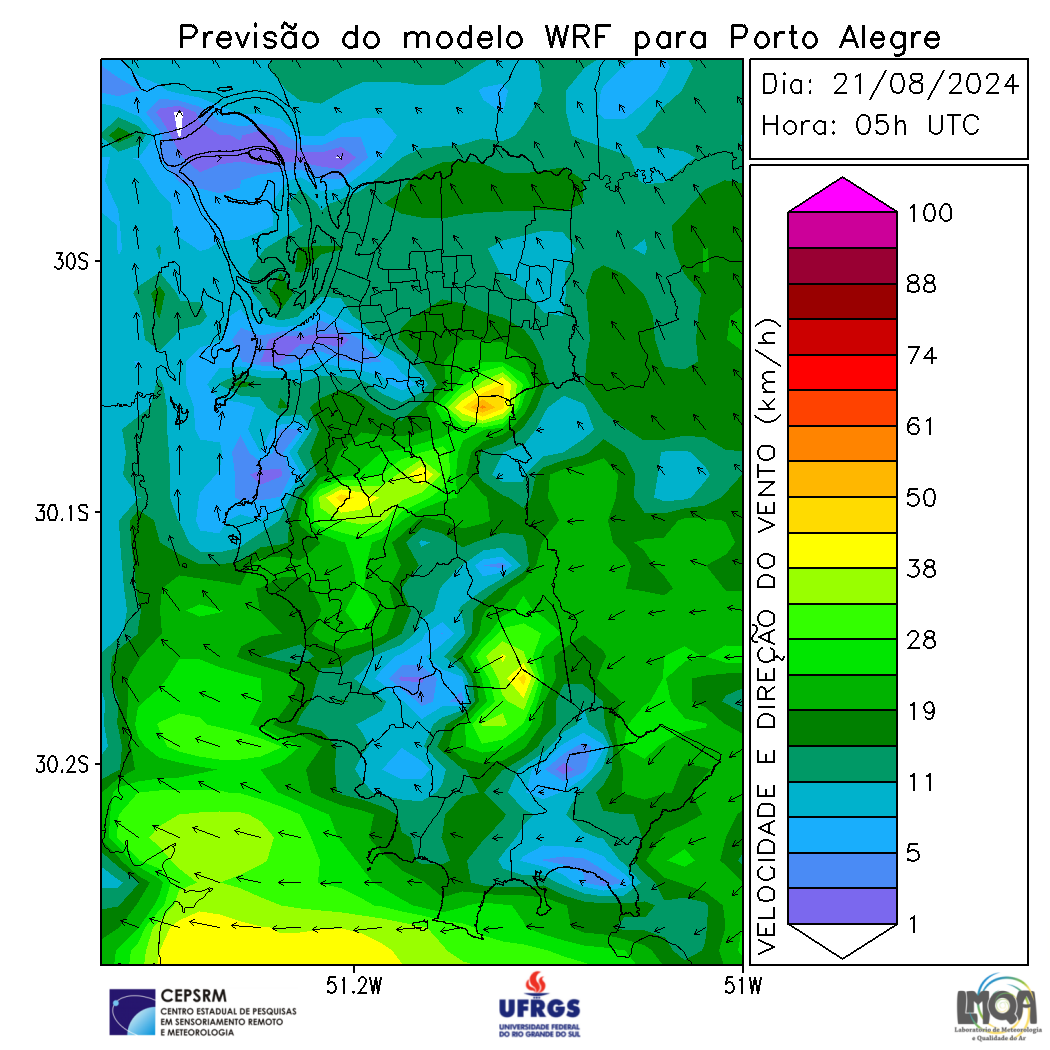 Previsão do modelo WRF para Porto Alegre
Dia: 21/08/2024
Hora: 05h UTC
30S
30.1S
30.2S
51.2W
51W
VELOCIDADE E DIREÇÃO DO VENTO (km/h)
100
88
74
61
50
38
28
19
11
5
1
CEPSRM
CENTRO ESTADUAL DE PESQUISAS
EM SENSORIAMENTO REMOTO
E METEOROLOGIA
UFRGS
UNIVERSIDADE FEDERAL
DO RIO GRANDE DO SUL
LMQA
Laboratório de Meteorologia
e Qualidade do Ar